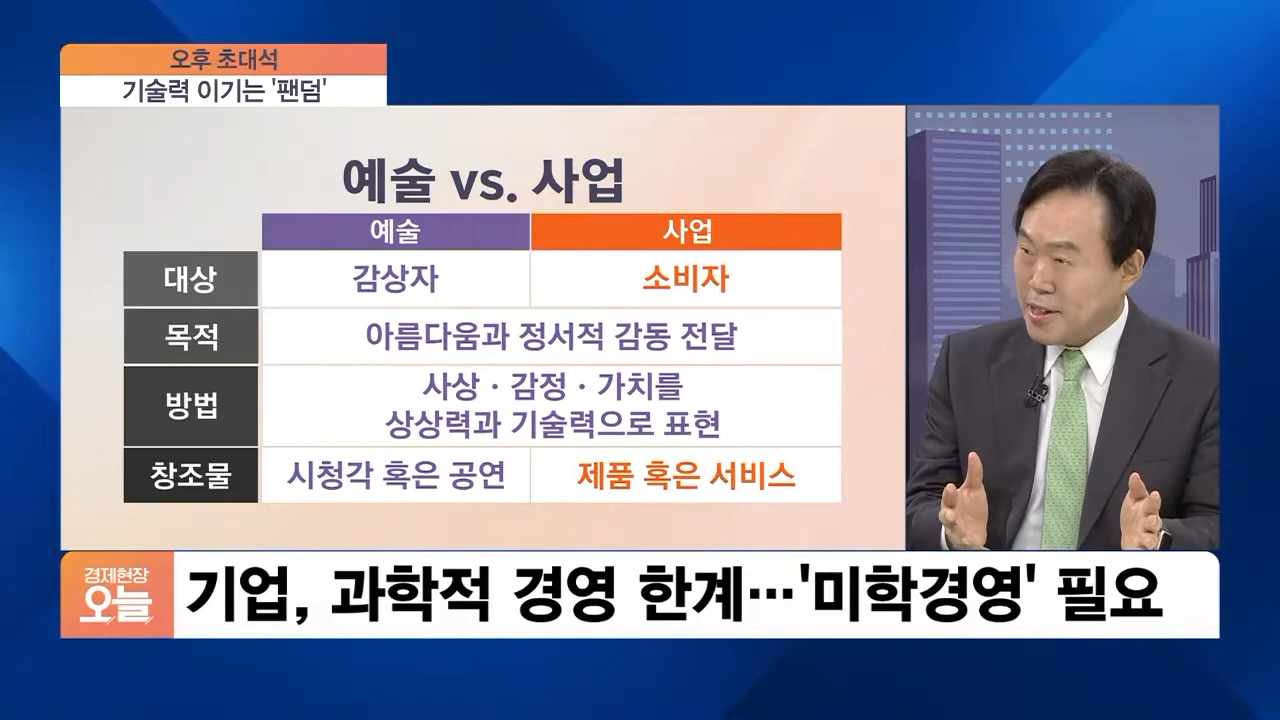 오후 초대석
기술력 이기는 '팬덤'
예술 vs. 사업
예술 사업
대상 감상자 소비자
목적 아름다움과 정서적 감동 전달
방법 사상 · 감정 · 가치를
상상력과 기술력으로 표현
창조물 시청각 혹은 공연 제품 혹은 서비스
경제현장
오늘
기업, 과학적 경영 한계…'미학경영' 필요